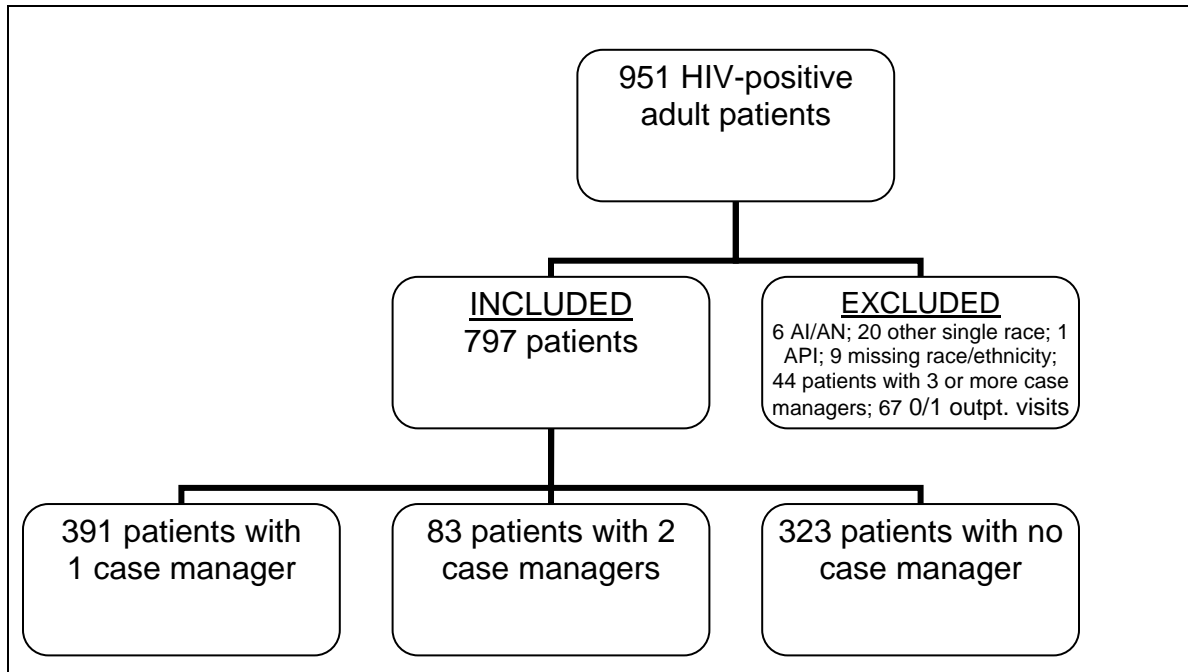 951 HIV-positive
adult patients
INCLUDED
797 patients
EXCLUDED
6 AI/AN; 20 other single race; 1
API; 9 missing race/ethnicity;
44 patients with 3 or more case
managers; 67 0/1 outpt. visits
391 patients with
1 case manager
83 patients with 2
case managers
323 patients with no
case manager